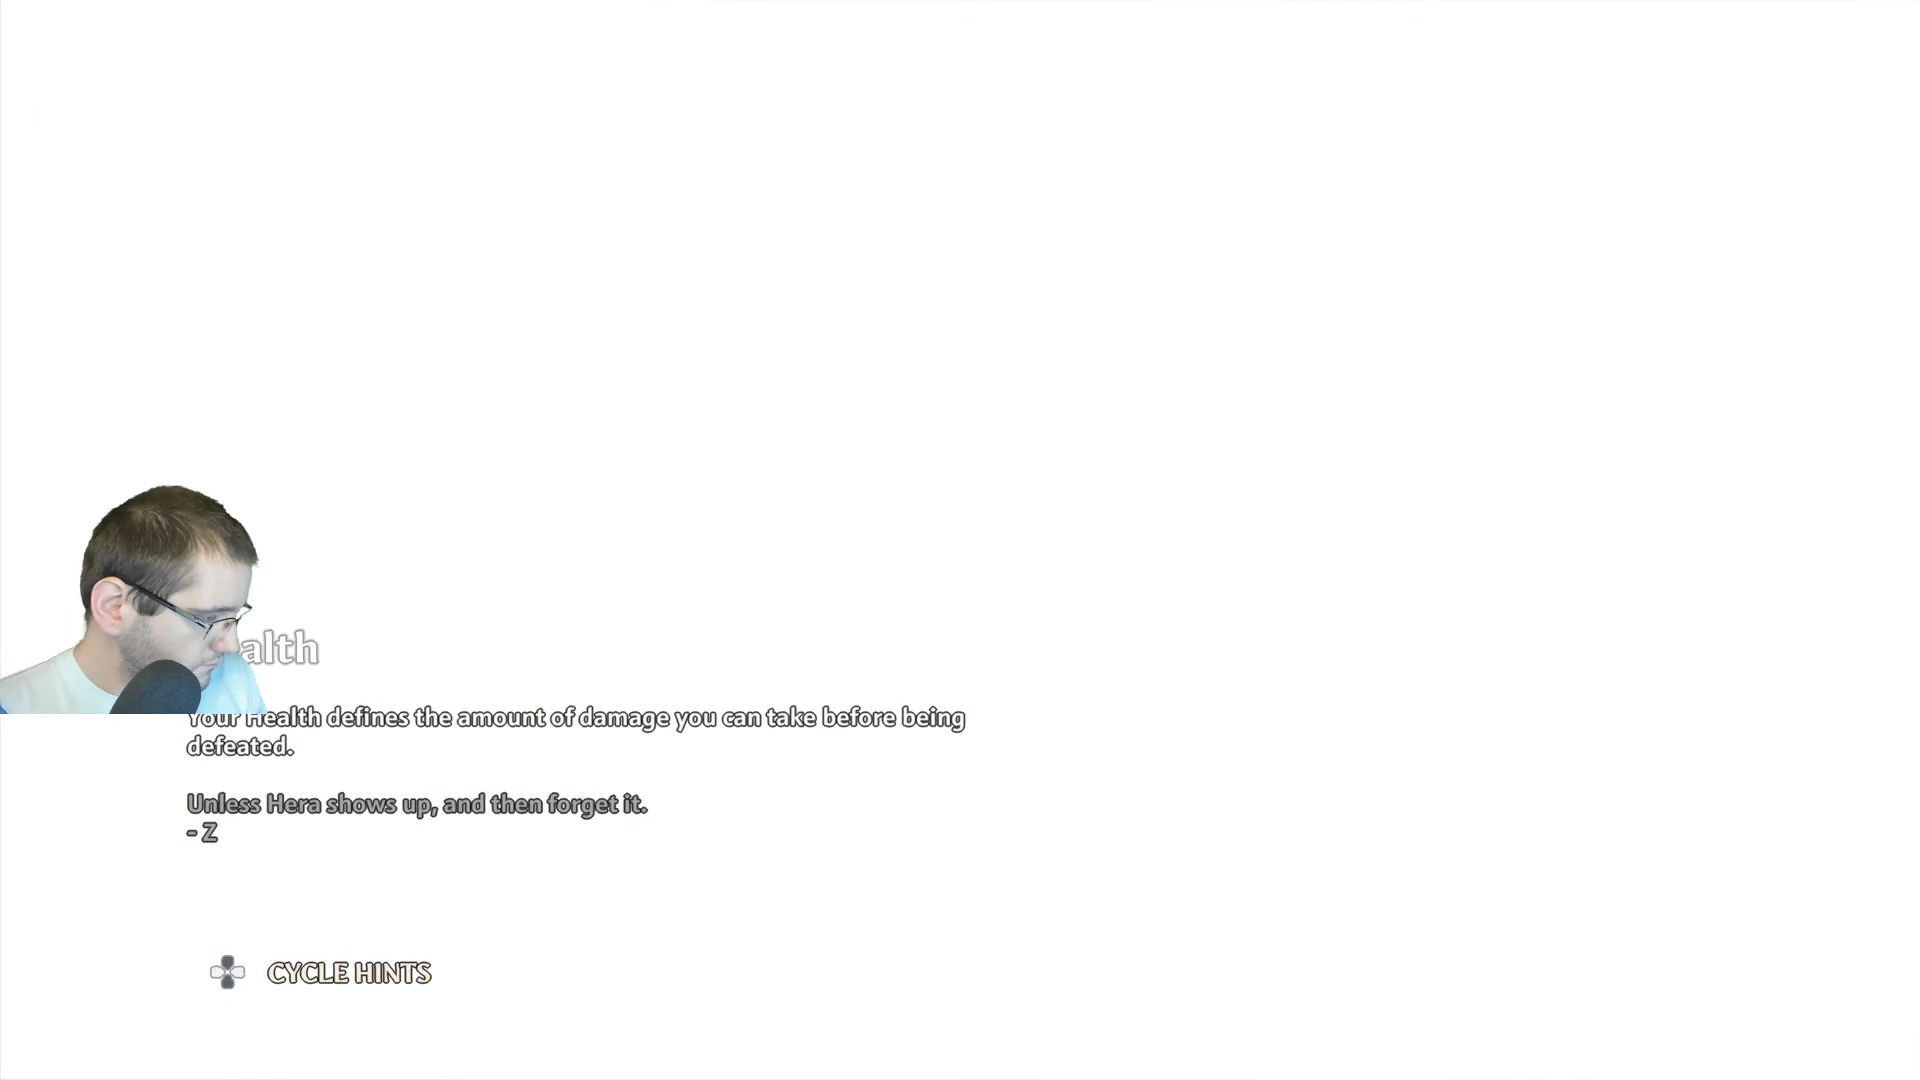 alth
Your Health defines the amount of damage you can take before being
defeated.
Unless Hera shows up, and then forget it.
- Z
CYCLE HINTS